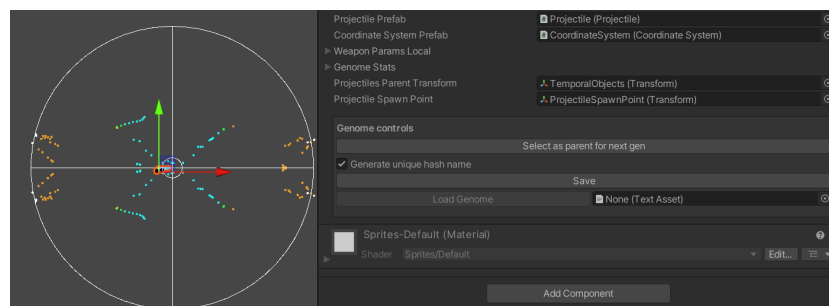 Projectile Prefab Projectile (Projectile)
Coordinate System Prefab CoordinateSystem (Coordinate System)
Weapon Params Local
Genome Stats
Projectiles Parent Transform TemporalObjects (Transform)
Projectile Spawn Point ProjectileSpawnPoint (Transform)
Genome controls
Select as parent for next gen
Generate unique hash name
Save
Load Genome None (Text Asset)
Sprites-Default (Material)
Shader Sprites/Default Edit...
Add Component